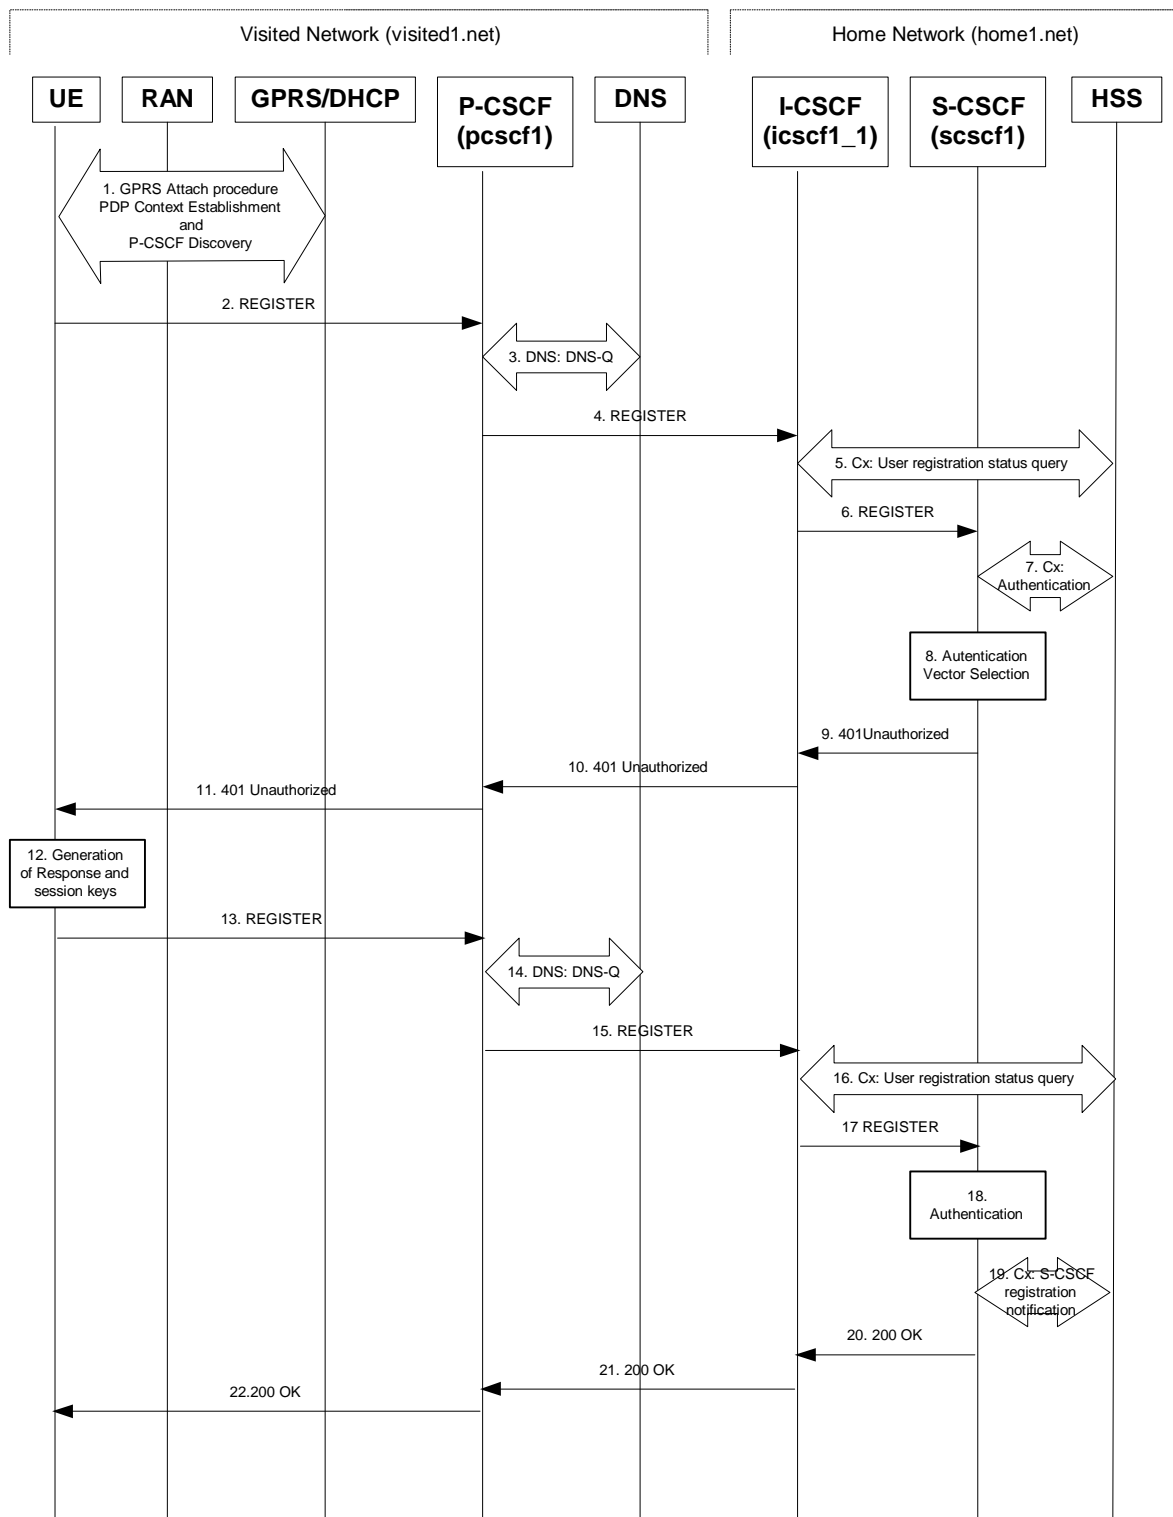 Visited Network (visited1.net)
Home Network (home1.net)
UE
RAN
GPRS/DHCP
P-CSCF
(pcscf1)
DNS
I-CSCF
(icscf1_1)
S-CSCF
(scscf1)
HSS
1. GPRS Attach procedure
PDP Context Establishment
and
P-CSCF Discovery
2. REGISTER
3. DNS: DNS-Q
4. REGISTER
5. Cx: User registration status query
6. REGISTER
7. Cx:
Authentication
8. Autentication
Vector Selection
9. 401Unauthorized
10. 401 Unauthorized
11. 401 Unauthorized
12. Generation
of Response and
session keys
13. REGISTER
14. DNS: DNS-Q
15. REGISTER
16. Cx: User registration status query
17 REGISTER
18.
Authentication
19. Cx: S-CSCF
registration
notification
20. 200 OK
21. 200 OK
22.200 OK